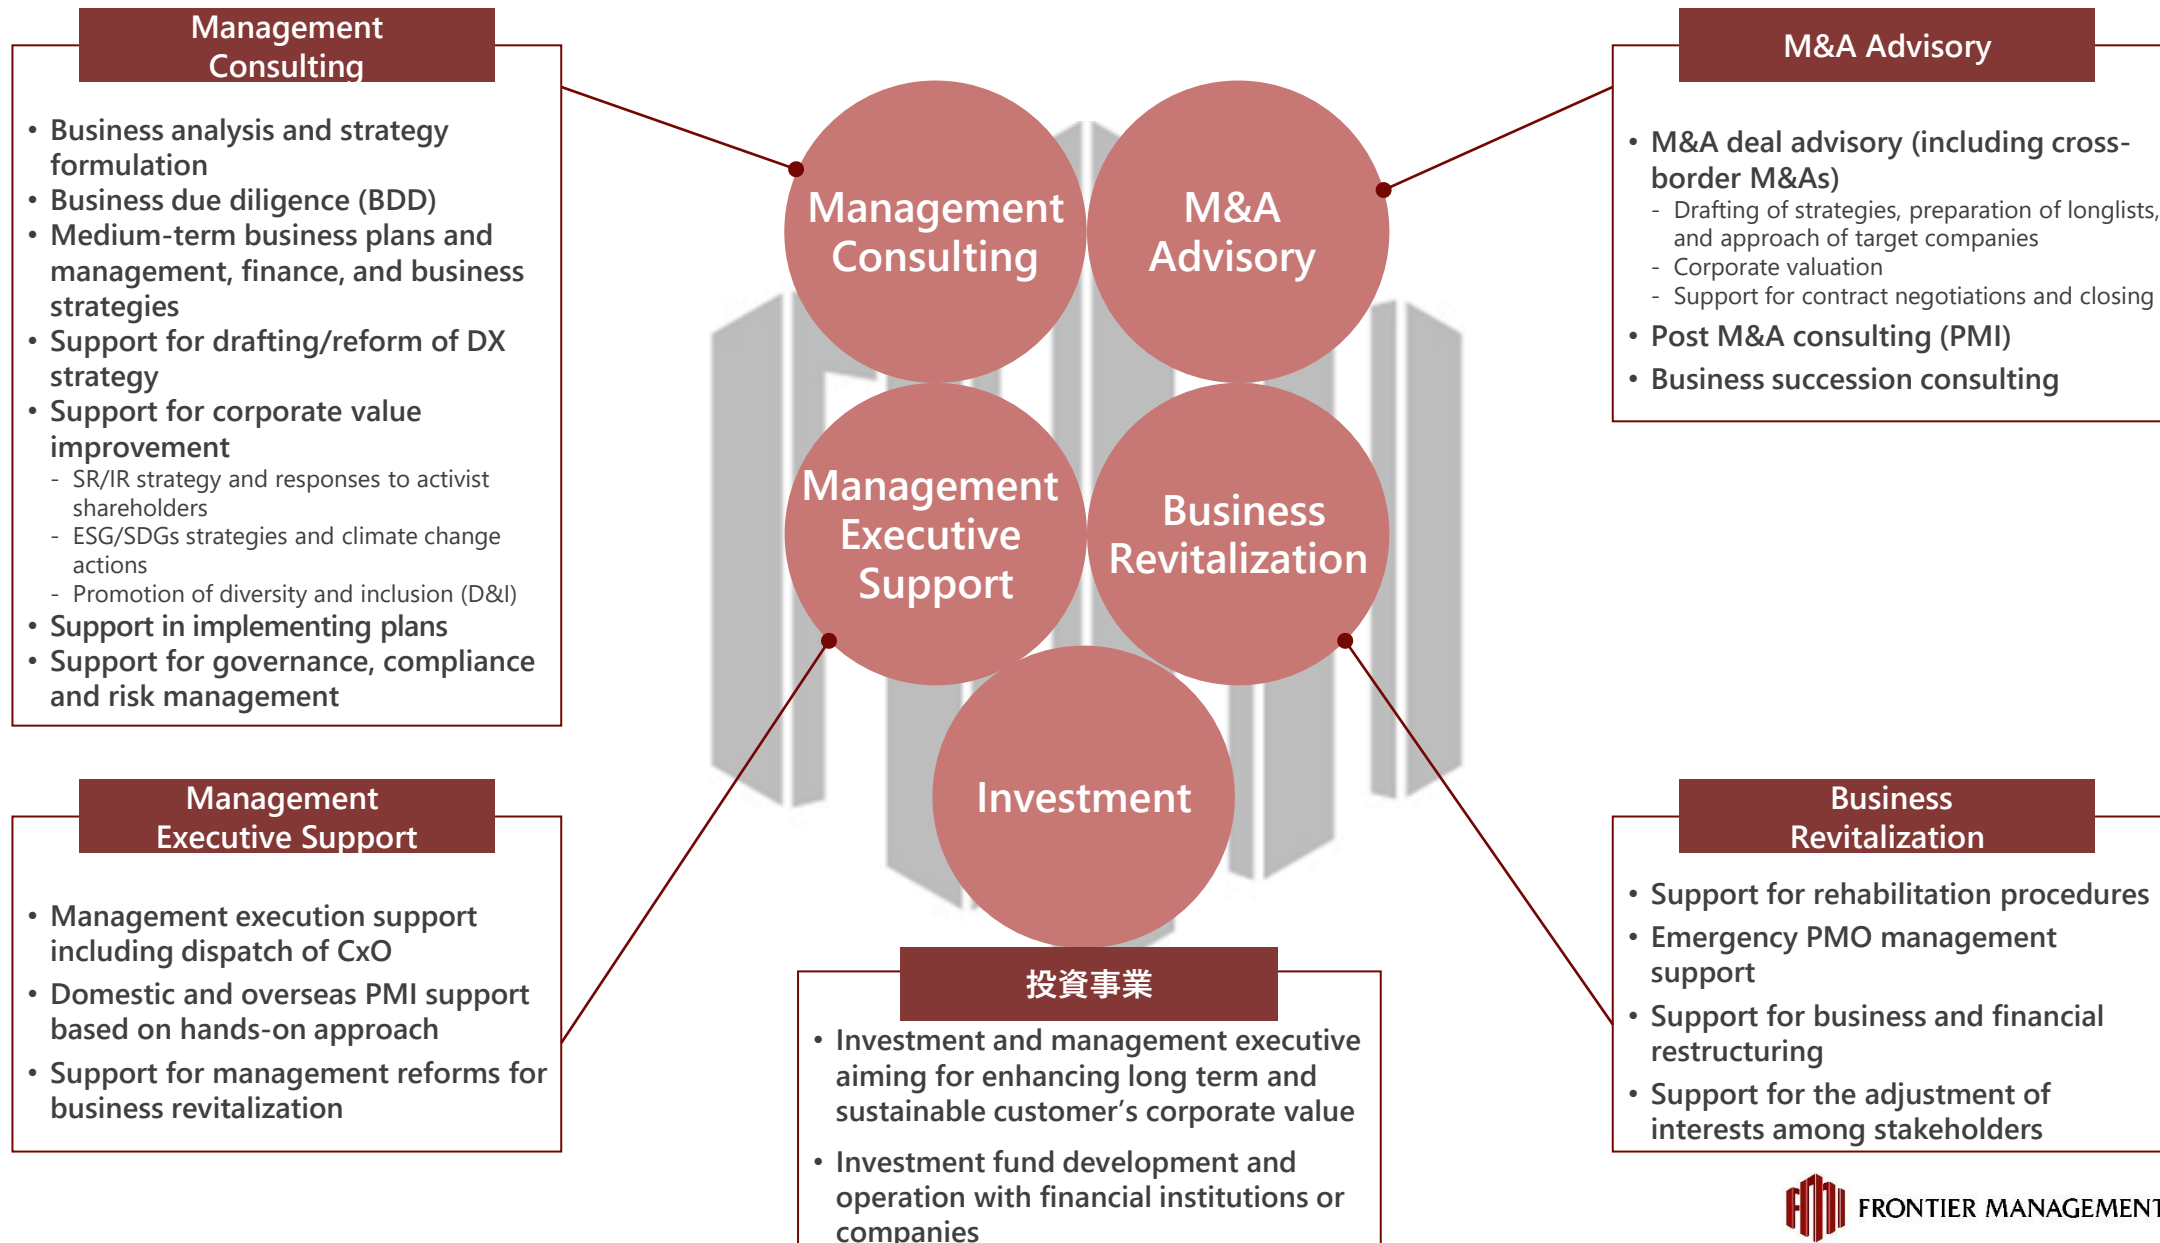 Management
Consulting
• Business analysis and strategy
formulation
• Business due diligence (BDD)
• Medium-term business plans and
management, finance, and business
strategies
• Support for drafting/reform of DX
strategy
• Support for corporate value
improvement
- SR/IR strategy and responses to activist
shareholders
- ESG/SDGs strategies and climate change
actions
- Promotion of diversity and inclusion (D&I)
• Support in implementing plans
• Support for governance, compliance
and risk management
Management
Consulting
M&A
Advisory
Management
Executive
Support
Business
Revitalization
Investment
M&A Advisory
• M&A deal advisory (including cross-
border M&As)
- Drafting of strategies, preparation of longlists,
and approach of target companies
- Corporate valuation
- Support for contract negotiations and closing
• Post M&A consulting (PMI)
• Business succession consulting
Management
Executive Support
• Management execution support
including dispatch of CxO
• Domestic and overseas PMI support
based on hands-on approach
• Support for management reforms for
business revitalization
投資事業
• Investment and management executive
aiming for enhancing long term and
sustainable customer’s corporate value
• Investment fund development and
operation with financial institutions or
companies
Business
Revitalization
• Support for rehabilitation procedures
• Emergency PMO management
support
• Support for business and financial
restructuring
• Support for the adjustment of
interests among stakeholders
FRONTIER MANAGEMENT